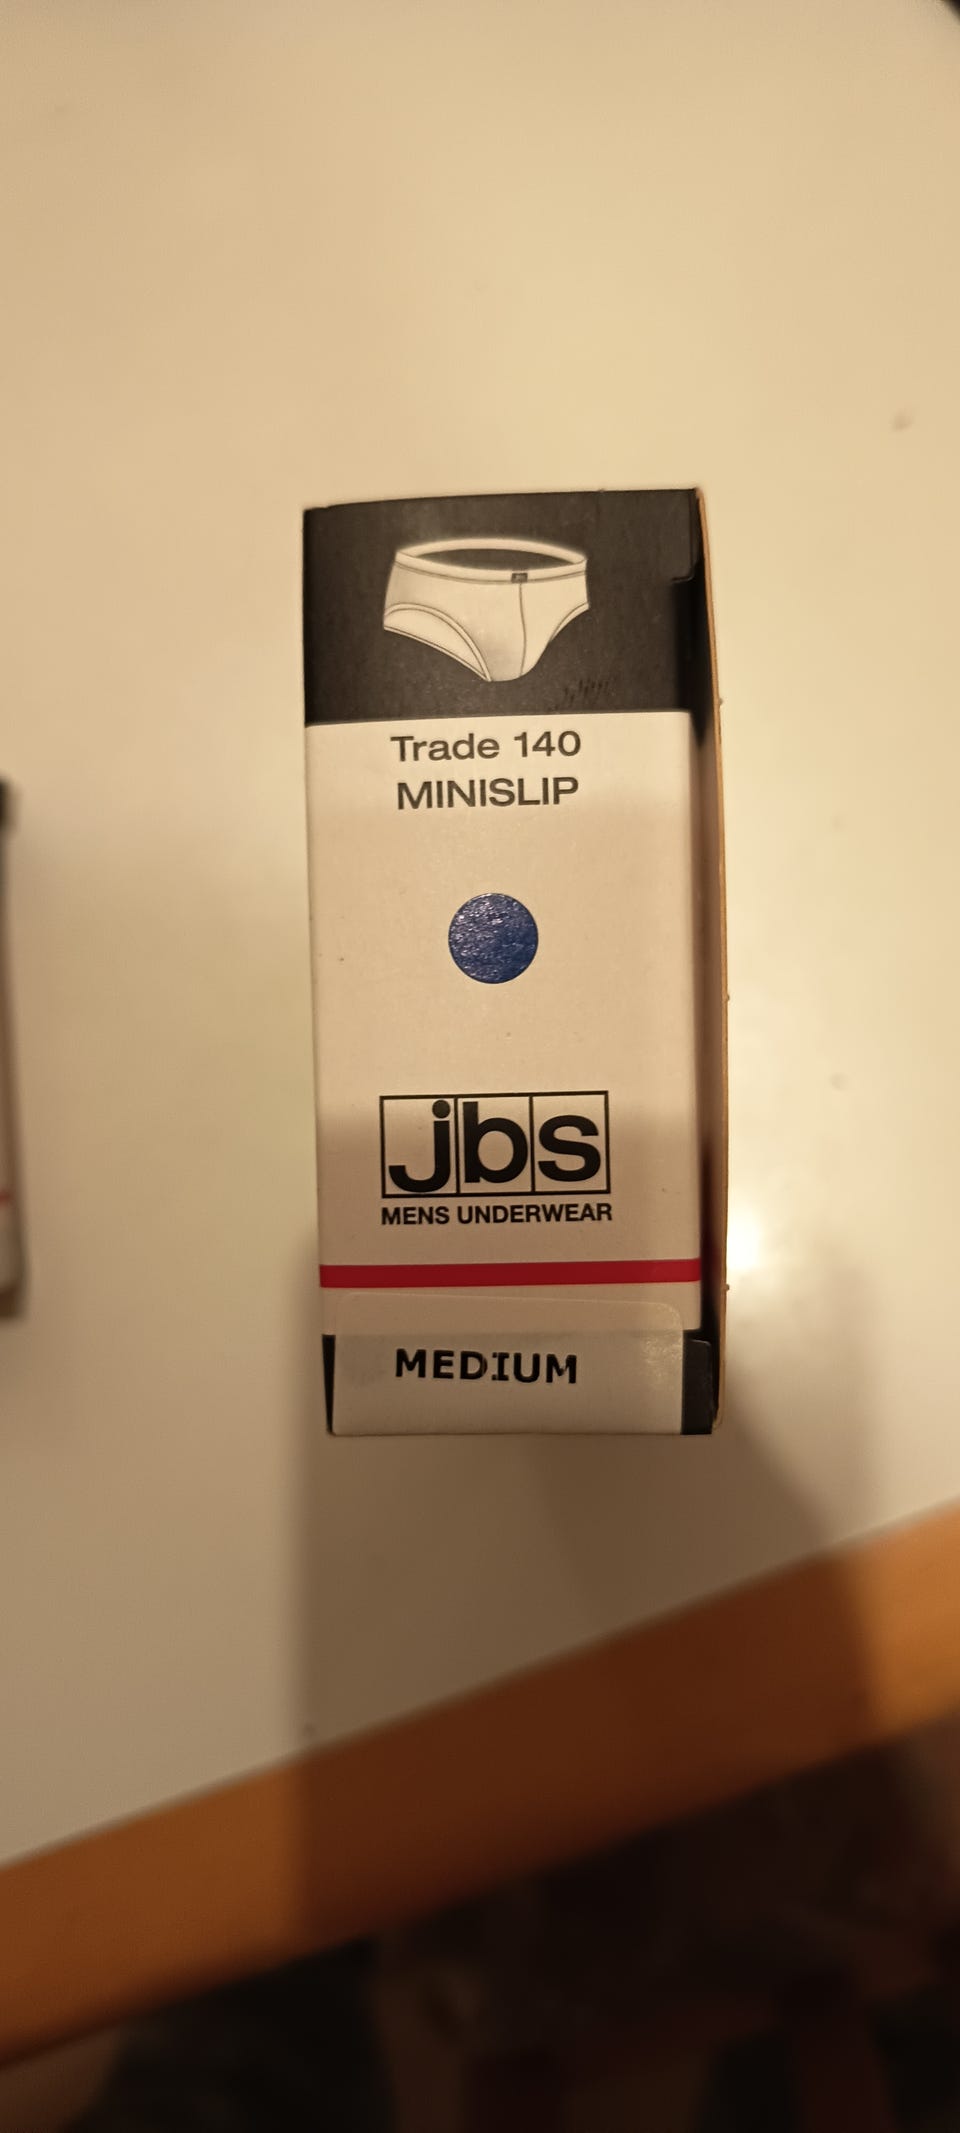 Trade 140
MINISLIP
jbs
MENS UNDERWEAR
MEDIUM